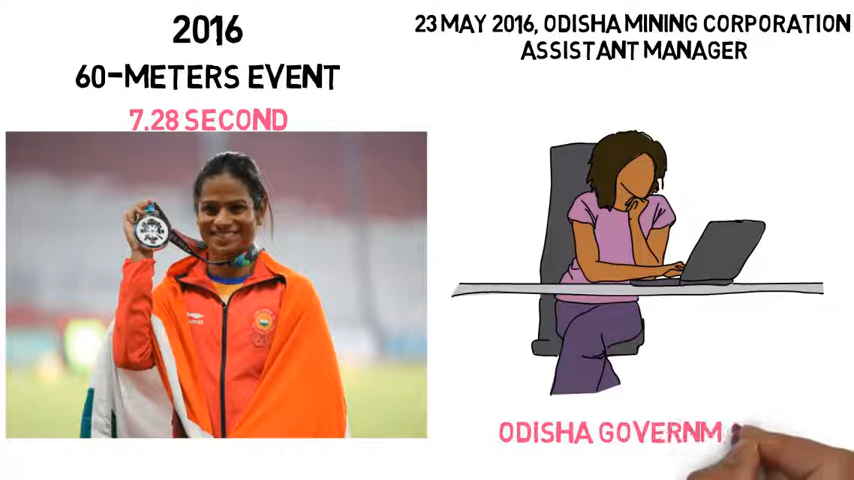 2016
60-METERS EVENT
7.28 SECOND
23 MAY 2016, ODISHA MINING CORPORATION
ASSISTANT MANAGER
ODISHA GOVERNM